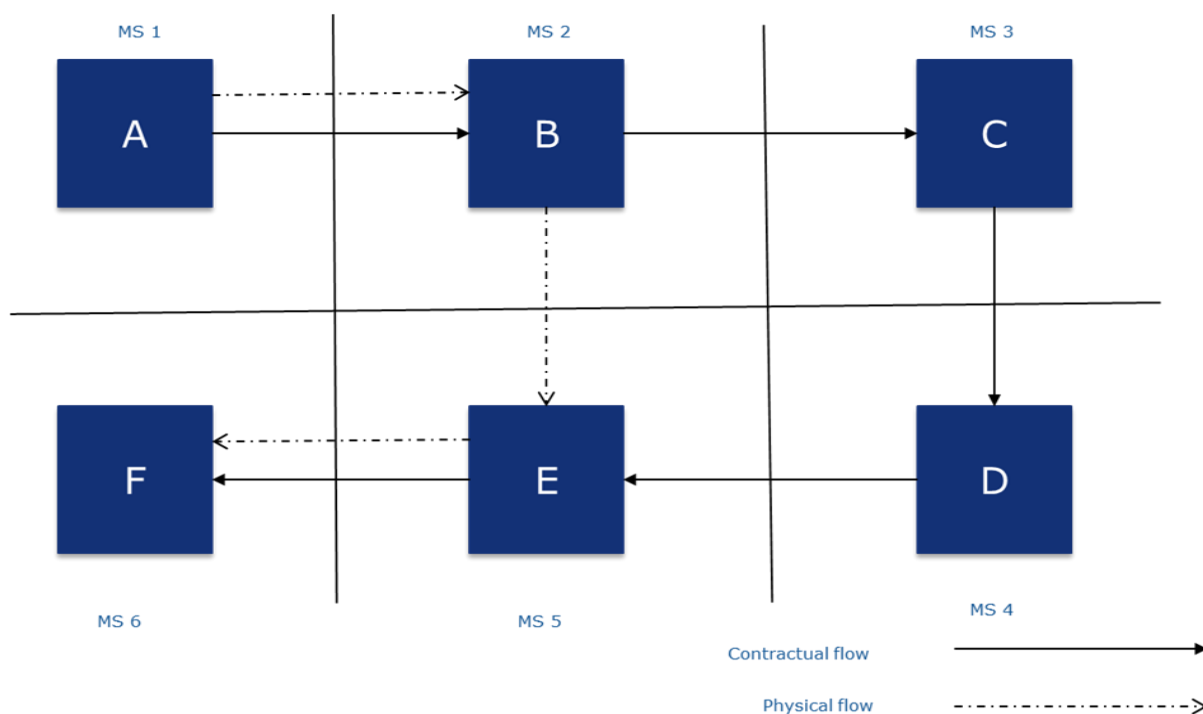 MS 1
MS 2
MS 3
A
B
C
F
E
D
MS 6
MS 5
MS 4
Contractual flow
Physical flow